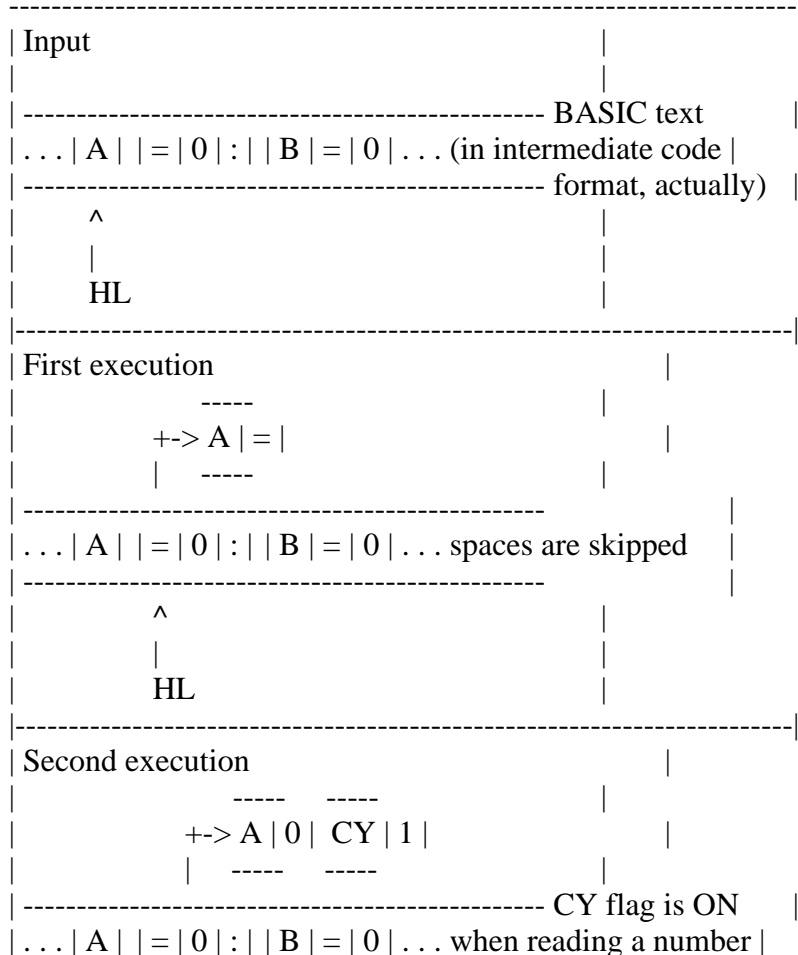 --------------------------------------------------------------------------
| Input |
| |
| ------------------------------------------------- BASIC text |
| . . . | A | | = | 0 | : | | B | = | 0 | . . . (in intermediate code |
| ------------------------------------------------- format, actually) |
| ^ |
| | |
| HL |
|-------------------------------------------------------------------------|
| First execution |
| ----- |
| +-> A | = | |
| | ----- |
| ------------------------------------------------- |
| . . . | A | | = | 0 | : | | B | = | 0 | . . . spaces are skipped |
| ------------------------------------------------- |
| ^ |
| | |
| HL |
|-------------------------------------------------------------------------|
| Second execution |
| ----- ----- |
| +-> A | 0 | CY | 1 | |
| | ----- ----- |
| ------------------------------------------------- CY flag is ON |
| . . . | A | | = | 0 | : | | B | = | 0 | . . . when reading a number |